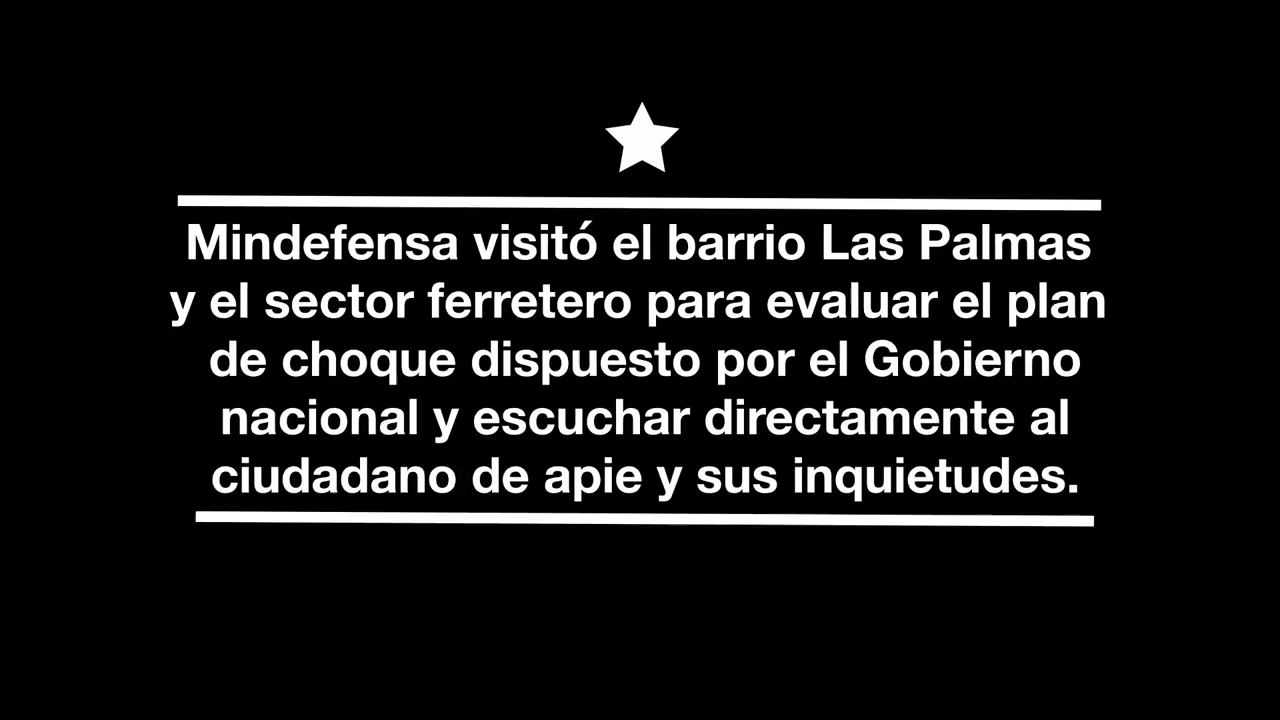 Mindefensa visitó el barrio Las Palmas
y el sector ferretero para evaluar el plan
de choque dispuesto por el Gobierno
nacional y escuchar directamente al
ciudadano de apie y sus inquietudes.